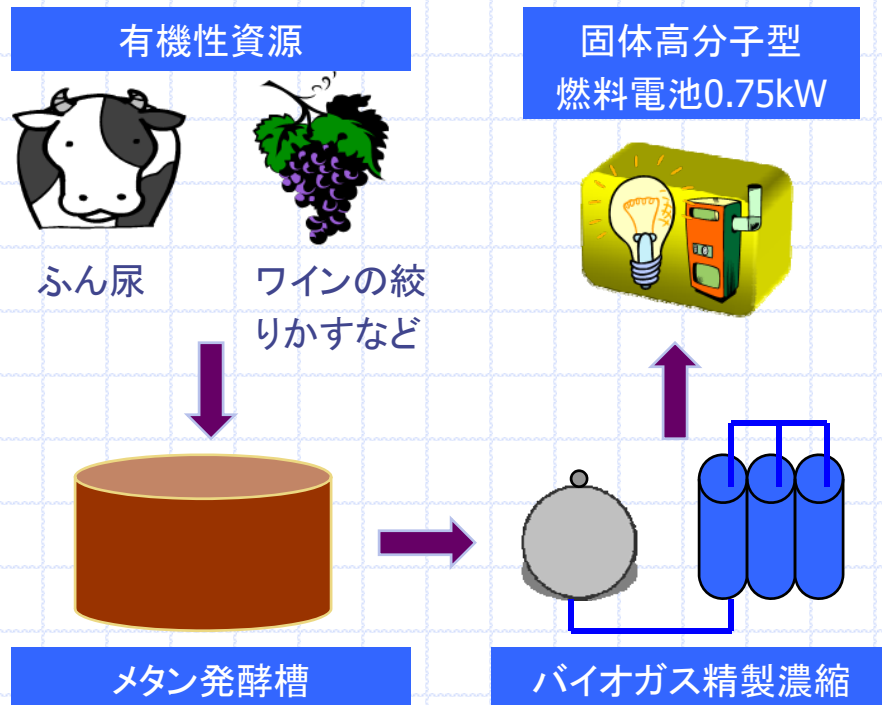 有機性資源
ふん尿
ワインの絞
りかすなど
メタン発酵槽
バイオガス精製濃縮
固体高分子型
燃料電池0.75kW